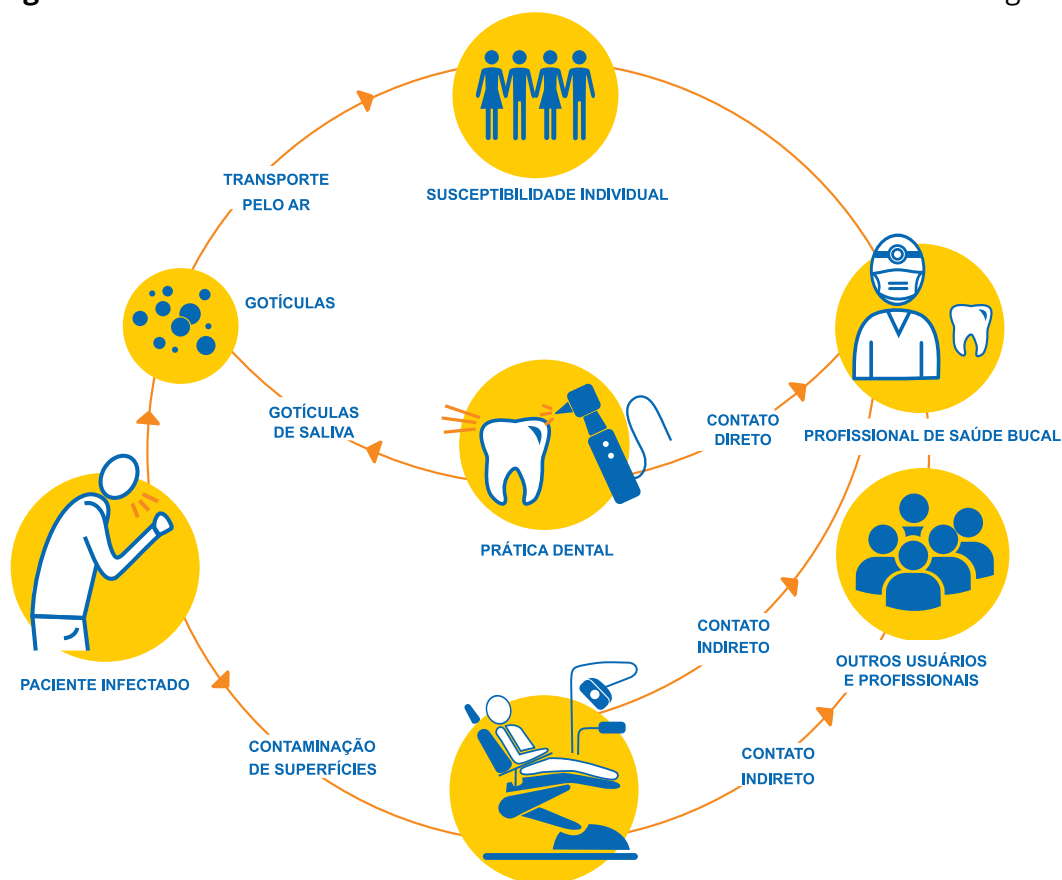 g
g
SUSCEPTIBILIDADE INDIVIDUAL
TRANSPORTE
PELO AR
GOTÍCULAS
GOTÍCULAS
DE SALIVA
CONTATO
DIRETO
PROFISSIONAL DE SAÚDE BUCAL
PRÁTICA DENTAL
CONTATO
INDIRETO
OUTROS USUÁRIOS
E PROFISSIONAIS
PACIENTE INFECTADO
CONTAMINAÇÃO
DE SUPERFÍCIES
CONTATO
INDIRETO